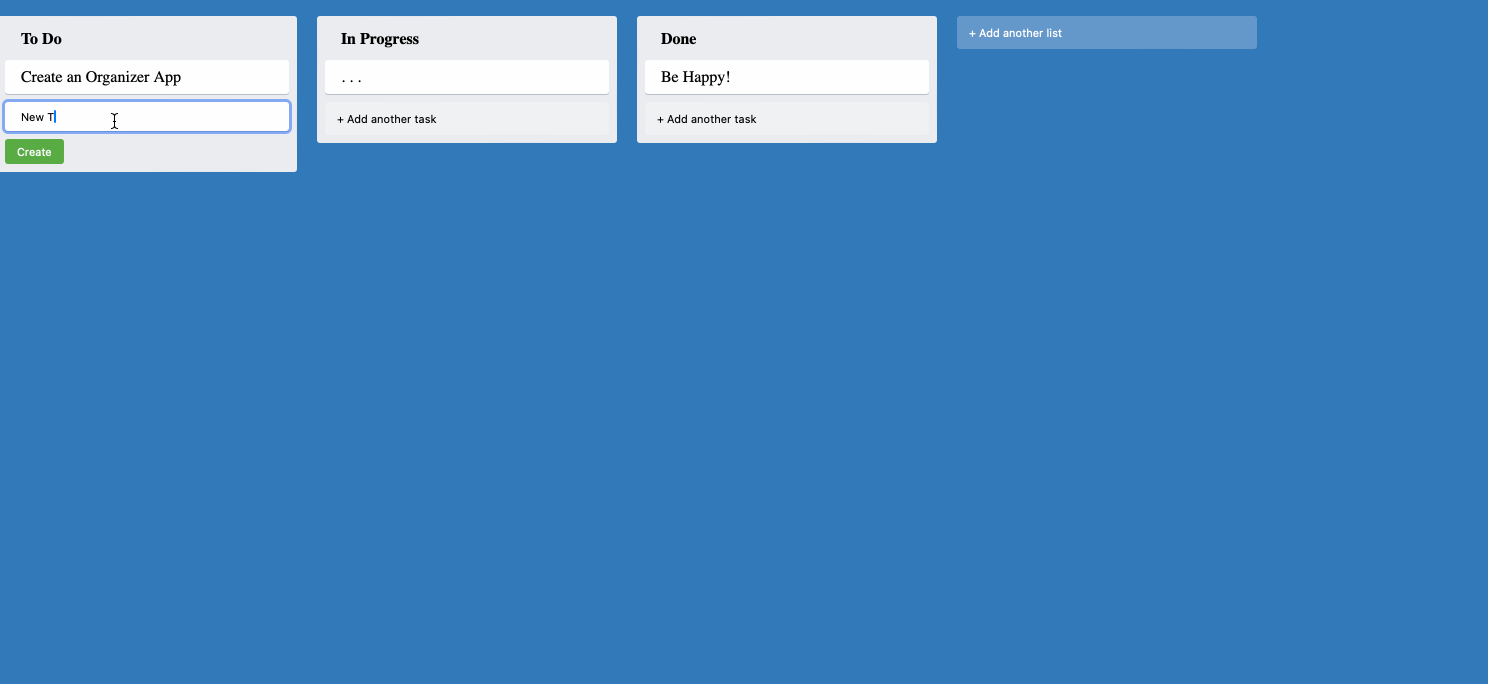 To Do
Create an Organizer App
New T
Create
In Progress
. . .
+ Add another task
Done
Be Happy!
+ Add another task
+ Add another list